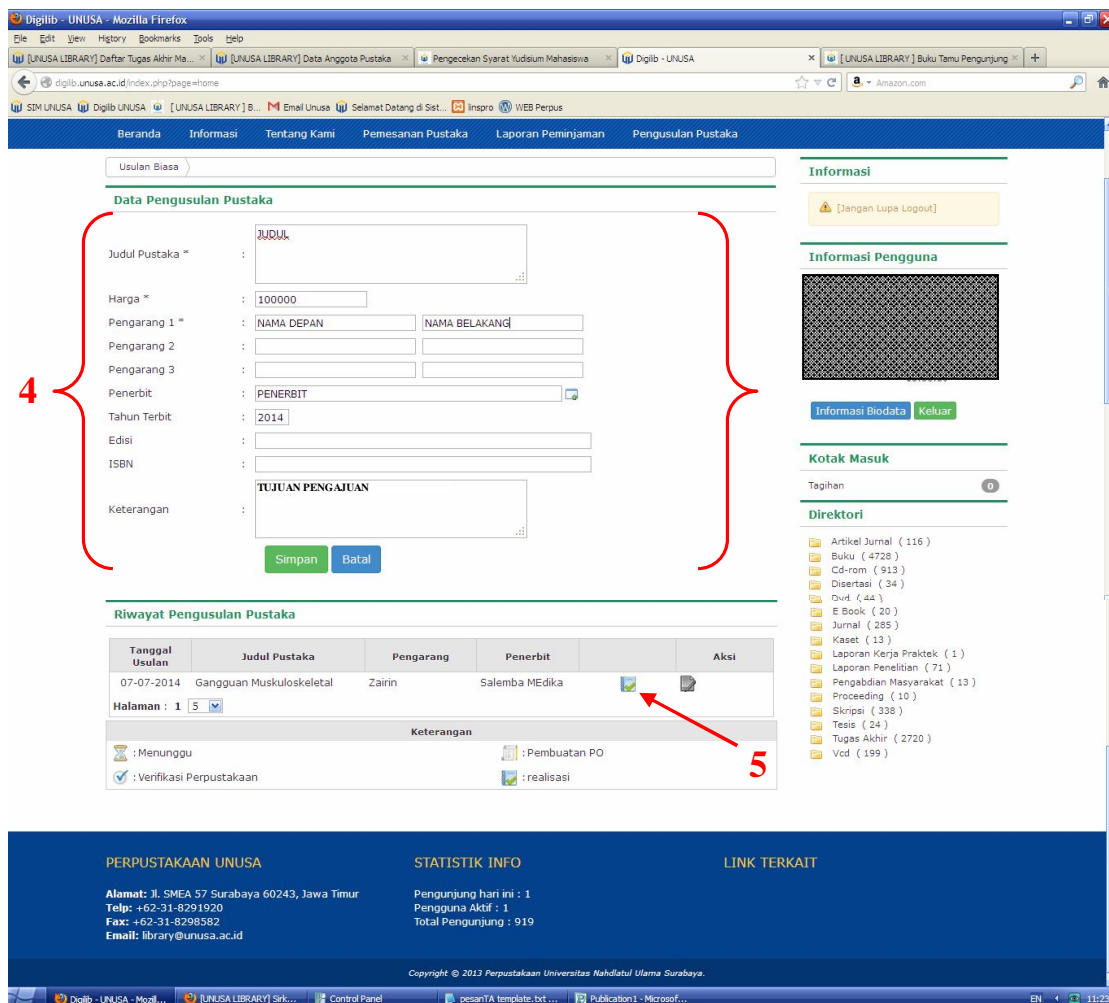 Digilib - UNUSA - Mozilla Firefox
File Edit View History Bookmarks Tools Help
[UNUSA LIBRARY] Daftar Tugas Akhir Ma... [UNUSA LIBRARY] Data Anggota Pustaka Pengecekan Syarat Yudisium Mahasiswa Digilib - UNUSA [ UNUSA LIBRARY ] Buku Tamu Pengunjung
digilib.unusa.ac.id/index.php?page=home Amazon.com
SIM UNUSA Digilib UNUSA [ UNUSA LIBRARY ] B... Email Unusa Selamat Datang di Sist... Inspro WEB Perpus
Beranda Informasi Tentang Kami Pemesanan Pustaka Laporan Peminjaman Pengusulan Pustaka
Usulan Biasa
Data Pengusulan Pustaka
Judul Pustaka * : JUDUL
Harga * : 100000
Pengarang 1 * : NAMA DEPAN NAMA BELAKANG
Pengarang 2 :
Pengarang 3 :
4
Penerbit : PENERBIT
Tahun Terbit : 2014
Edisi :
ISBN :
Keterangan : TUJUAN PENGAJUAN
Simpan Batal
Riwayat Pengusulan Pustaka
Tanggal Usulan Judul Pustaka Pengarang Penerbit Aksi
07-07-2014 Gangguan Muskuloskeletal Zairin Salemba MEdika
Halaman : 1 5
Keterangan
: Menunggu : Pembuatan PO
: Verifikasi Perpustakaan : realisasi
5
Informasi
[Jangan Lupa Logout]
Informasi Pengguna
Informasi Biodata Keluar
Kotak Masuk
Tagihan 0
Direktori
Artikel Jurnal ( 116 )
Buku ( 4728 )
Cd-rom ( 913 )
Disertasi ( 34 )
Dvd ( 44 )
E Book ( 20 )
Jurnal ( 285 )
Kaset ( 13 )
Laporan Kerja Praktek ( 1 )
Laporan Penelitian ( 71 )
Pengabdian Masyarakat ( 13 )
Proceeding ( 10 )
Skripsi ( 338 )
Tesis ( 24 )
Tugas Akhir ( 2720 )
Vcd ( 199 )
PERPUSTAKAAN UNUSA
Alamat: Jl. SMEA 57 Surabaya 60243, Jawa Timur
Telp: +62-31-8291920
Fax: +62-31-8298582
Email: library@unusa.ac.id
STATISTIK INFO
Pengunjung hari ini : 1
Pengguna Aktif : 1
Total Pengunjung : 919
LINK TERKAIT
Copyright © 2013 Perpustakaan Universitas Nahdlatul Ulama Surabaya.
Digilib - UNUSA - Mozil... [UNUSA LIBRARY] Sirk... Control Panel pesanTA template.txt ... Publication1 - Microsof... EN 11:23